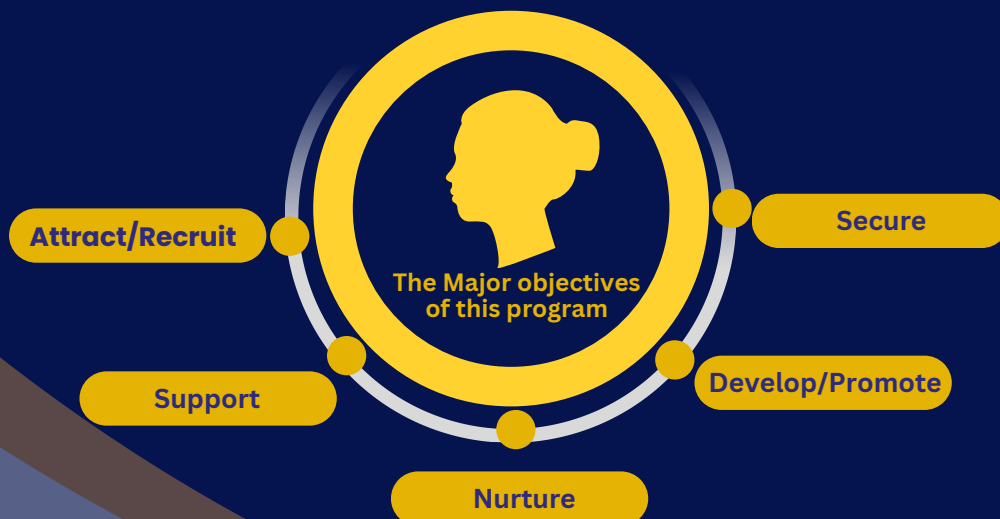 The Major objectives
of this program
Attract/Recruit
Support
Nurture
Develop/Promote
Secure